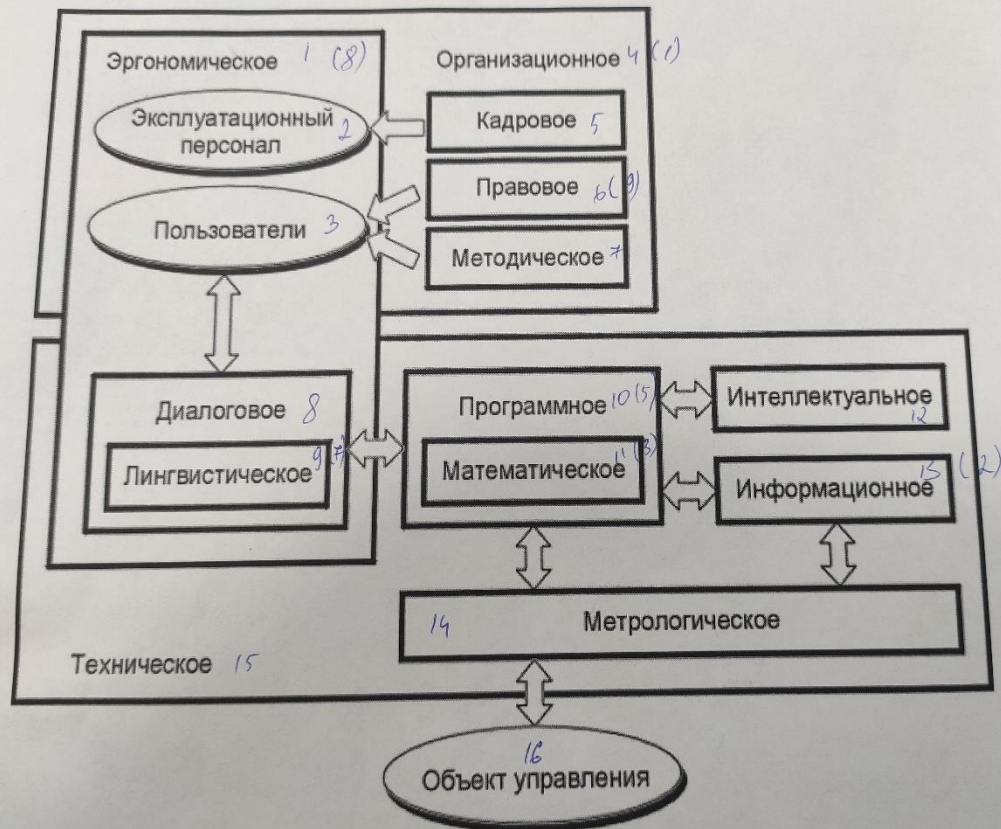 Эргономическое 1 (8)
Организационное 4 (1)
Эксплуатационный
персонал 2
Кадровое 5
Правовое 6 (9)
Пользователи 3
Методическое 7
Диалоговое 8
Лингвистическое 9 (7)
Программное 10 (5)
Математическое 11 (3)
Интеллектуальное
12
Информационное 13 (2)
14 Метрологическое
Техническое 15
16
Объект управления